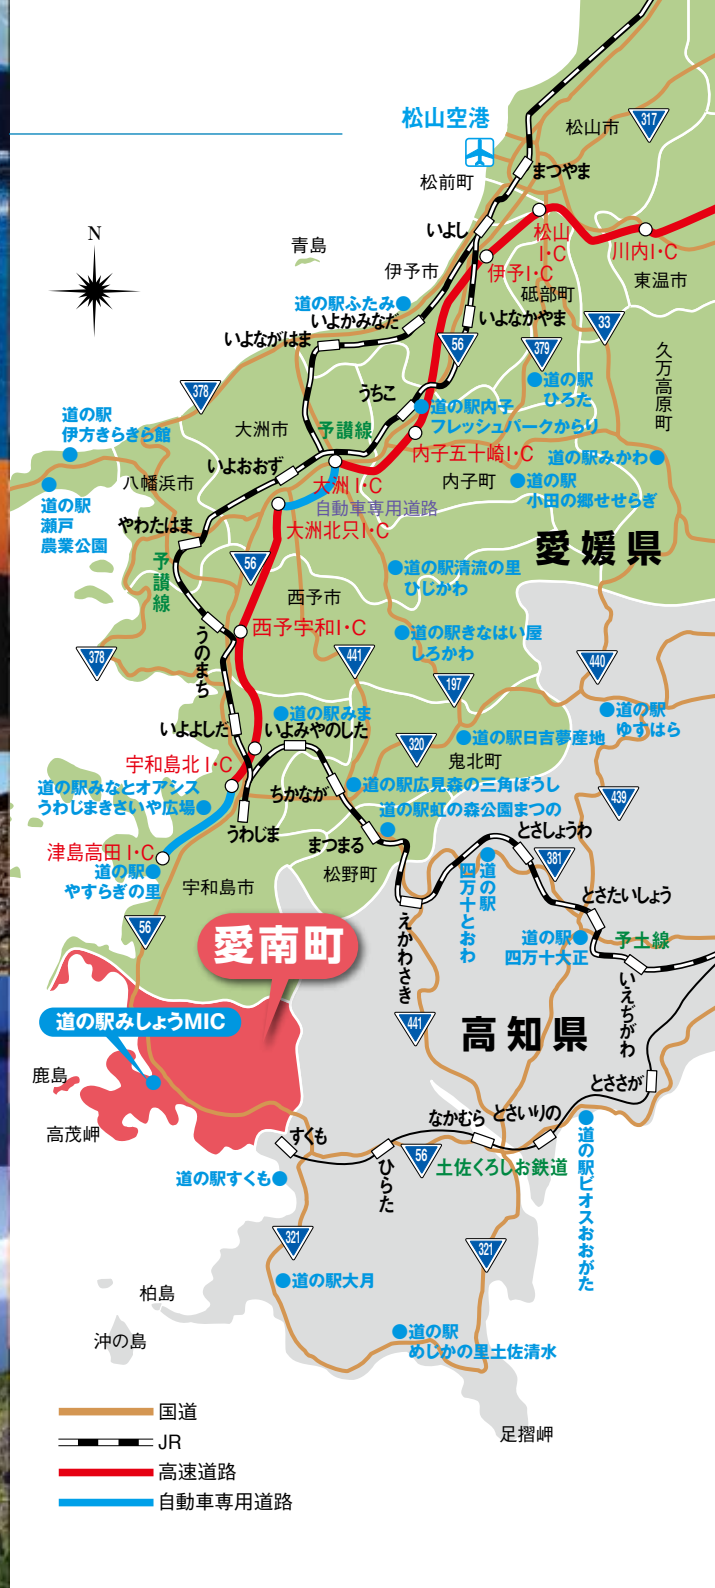 松山空港
松山市
317
松前町
まつやま
N
青島
いよし
松山
I・C
川内I・C
伊予市
伊予I・C
東温市
砥部町
道の駅ふたみ
いよかみなだ
いよなかやま
いよながはま
33
56
379
久万高原町
378
うちこ
道の駅
ひろた
道の駅
伊方きらきら館
大洲市
予讃線
道の駅内子
フレッシュパークからり
内子五十崎I・C
道の駅みかわ
いよおおず
八幡浜市
大洲I・C
内子町
道の駅
小田の郷せせらぎ
道の駅
瀬戸
農業公園
自動車専用道路
やわたはま
大洲北只I・C
愛媛県
予讃線
56
道の駅清流の里
ひじかわ
西予市
西予宇和I・C
道の駅きなはい屋
しろかわ
うのまち
378
441
440
197
道の駅みま
道の駅
ゆすはら
いよよしだ
いよみやのした
320
道の駅日吉夢産地
鬼北町
宇和島北I・C
道の駅みなとオアシス
うわじまきさいや広場
ちかなが
道の駅広見森の三角ぼうし
439
道の駅虹の森公園まつの
うわじま
まつまる
とさしょうわ
津島高田I・C
381
道の駅
やすらぎの里
松野町
道の駅
四万十とおわ
宇和島市
とさたいしょう
56
えかわさき
愛南町
道の駅
四万十大正
予土線
いえぢがわ
道の駅みしょうMIC
441
高知県
鹿島
とささが
高茂岬
なかむら
とさいりの
すくも
ひらた
56
土佐くろしお鉄道
道の駅すくも
道の駅ビオスおおがた
321
321
道の駅大月
柏島
沖の島
道の駅
めじかの里土佐清水
足摺岬
国道
JR
高速道路
自動車専用道路